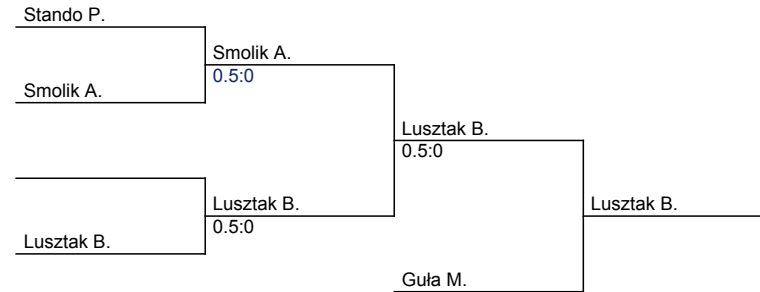 Stando P.
Smolik A.
0.5:0
Smolik A.
Lusztak B.
0.5:0
Lusztak B.
Lusztak B.
0.5:0
Lusztak B.
Guła M.